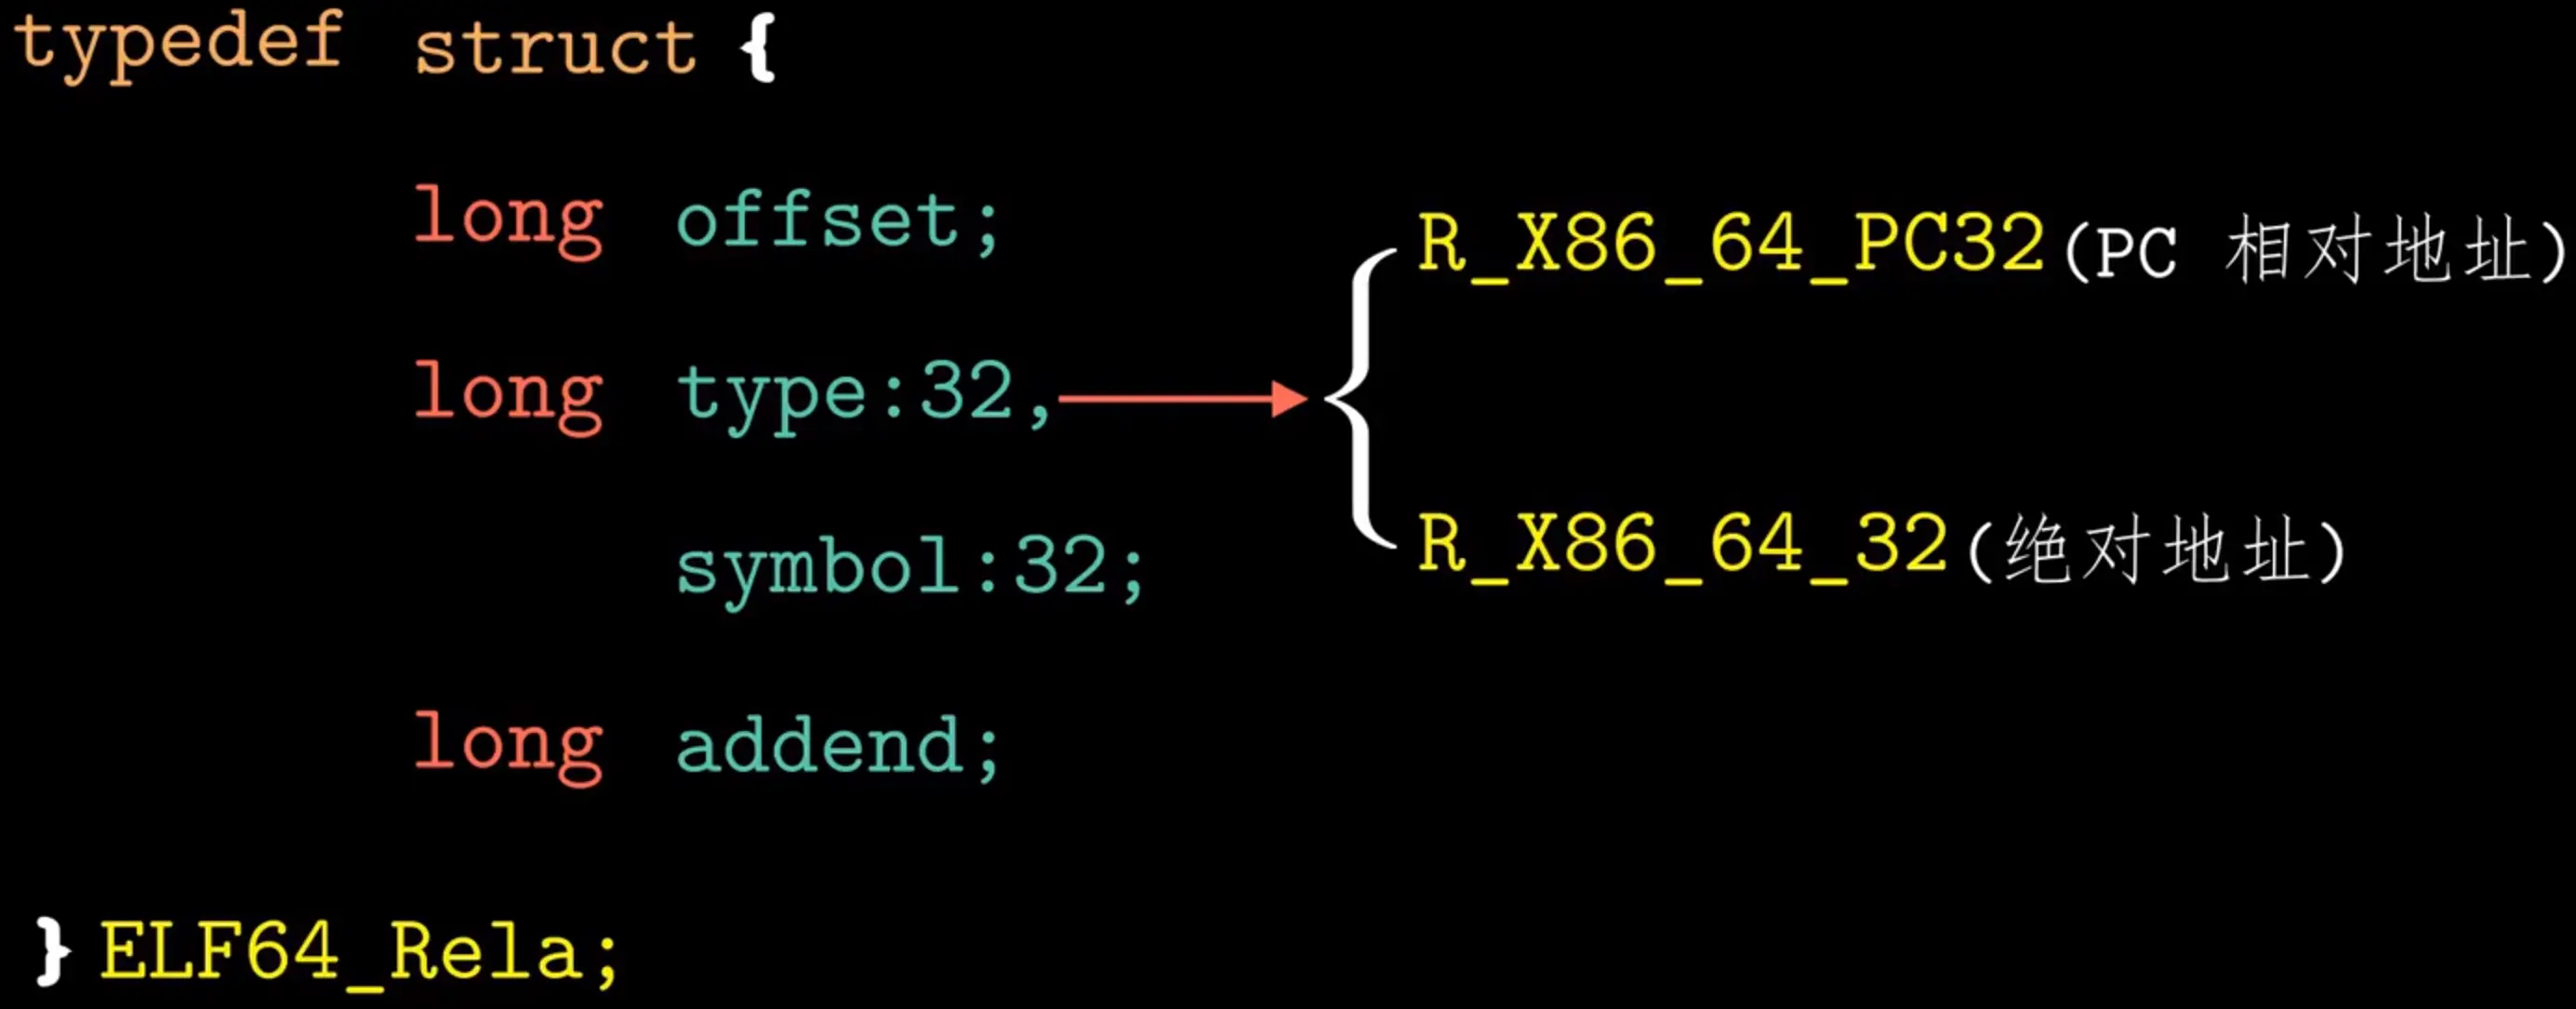 typedef struct {
long offset;
long type:32,
symbol:32;
long addend;
} ELF64_Rela;
R_X86_64_PC32(PC 相对地址)
R_X86_64_32(绝对地址)